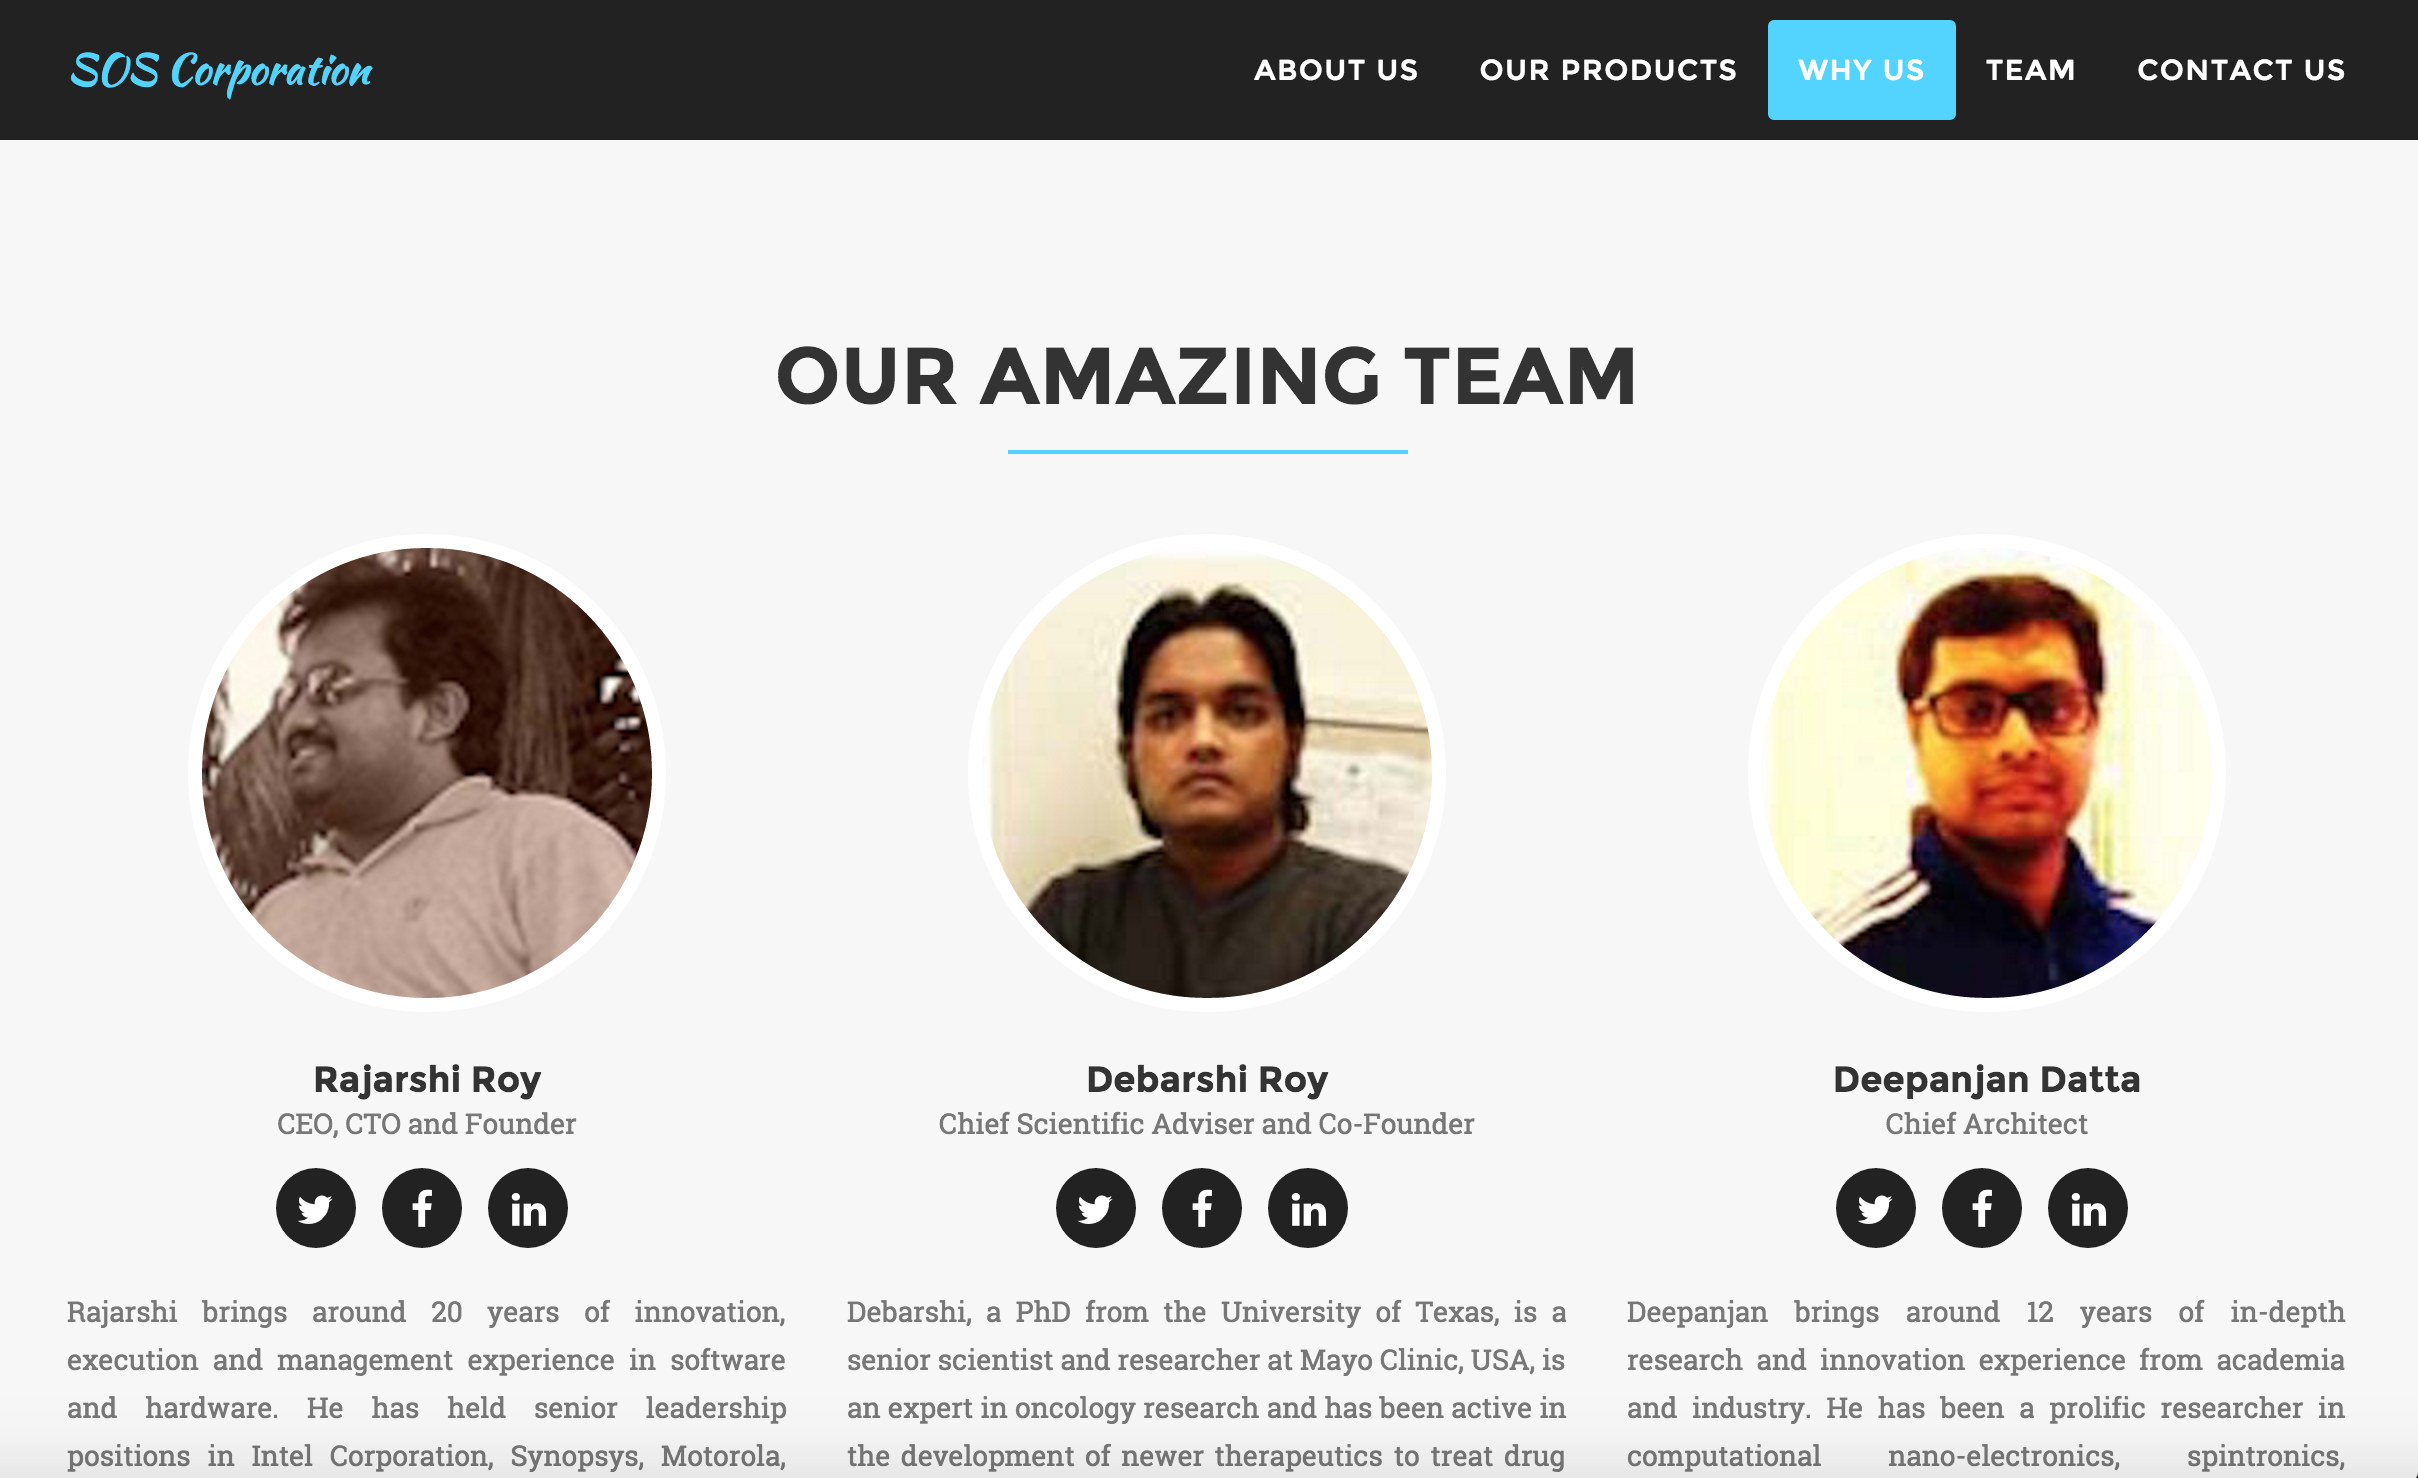 SOS Corporation
ABOUT US OUR PRODUCTS WHY US TEAM CONTACT US
OUR AMAZING TEAM
Rajarshi Roy
CEO, CTO and Founder
Rajarshi brings around 20 years of innovation,
execution and management experience in software
and hardware. He has held senior leadership
positions in Intel Corporation, Synopsys, Motorola,
Debarshi Roy
Chief Scientific Adviser and Co-Founder
Debarshi, a PhD from the University of Texas, is a
senior scientist and researcher at Mayo Clinic, USA, is
an expert in oncology research and has been active in
the development of newer therapeutics to treat drug
Deepanjan Datta
Chief Architect
Deepanjan brings around 12 years of in-depth
research and innovation experience from academia
and industry. He has been a prolific researcher in
computational nano-electronics, spintronics,